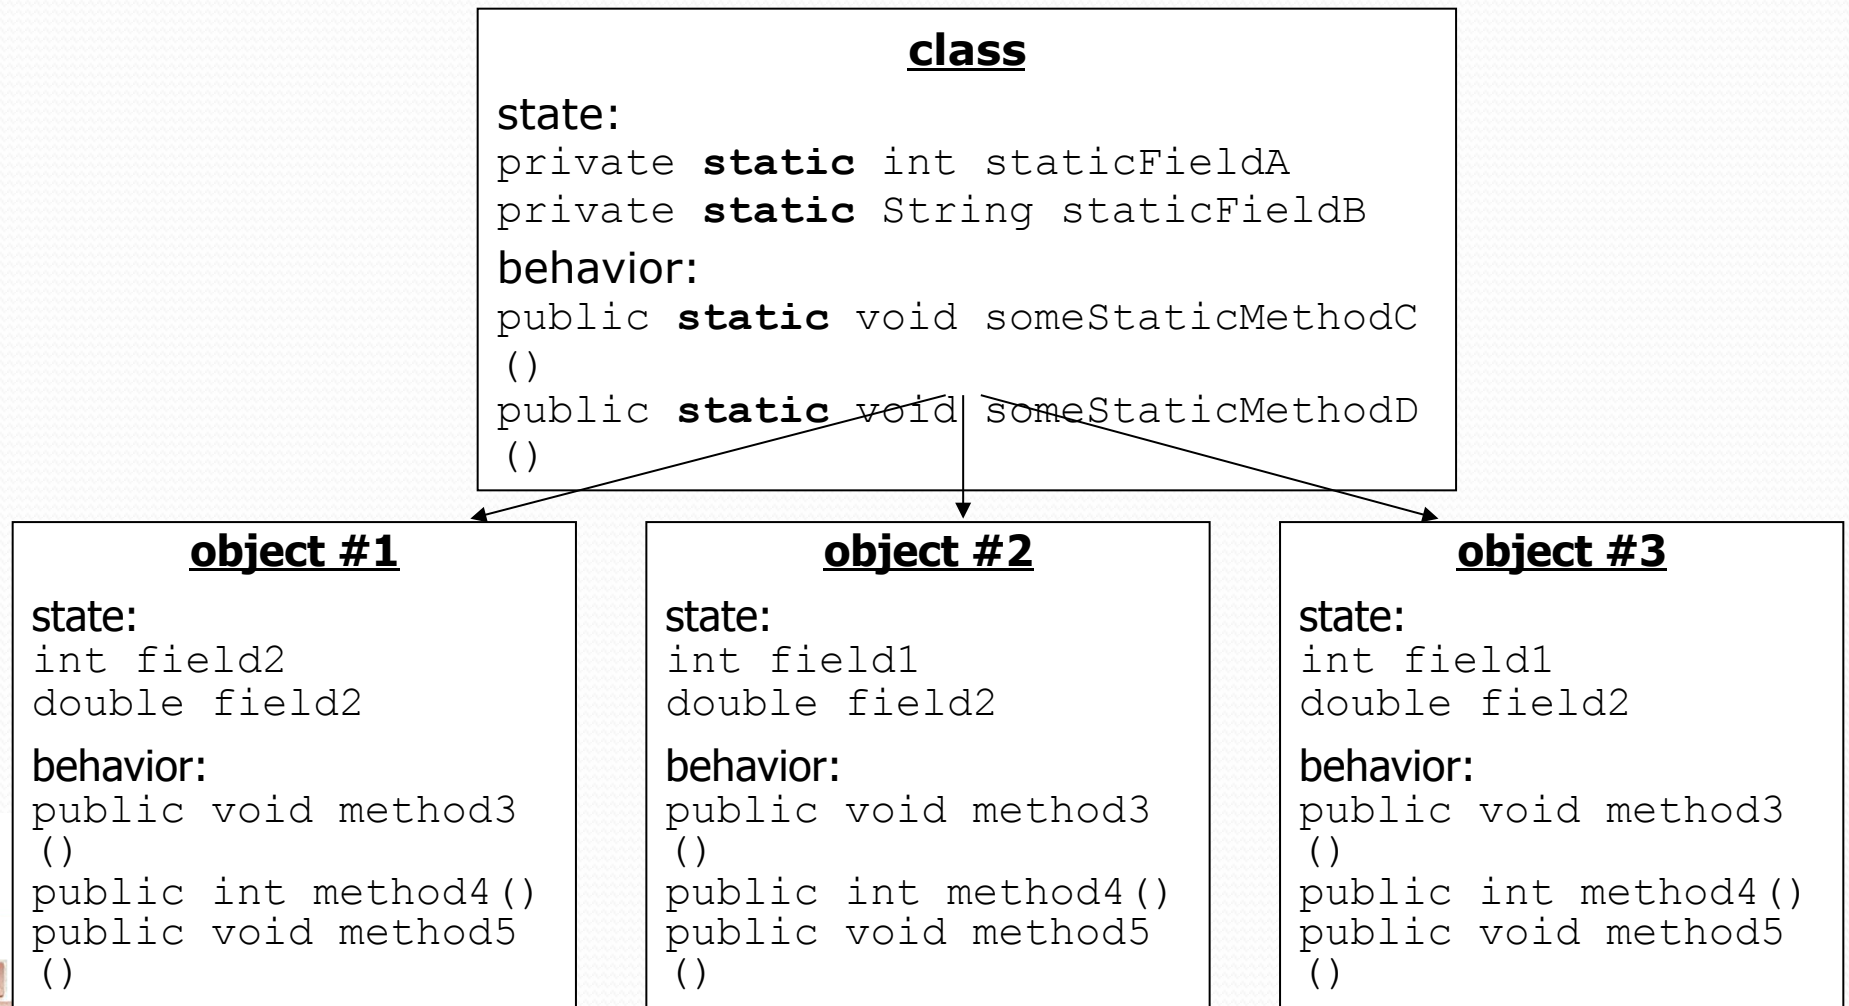 class
state:
private static int staticFieldA
private static String staticFieldB
behavior:
public static void someStaticMethodC
()
public static void someStaticMethodD
()
object #1
state:
int field2
double field2
behavior:
public void method3
()
public int method4()
public void method5
()
object #2
state:
int field1
double field2
behavior:
public void method3
()
public int method4()
public void method5
()
object #3
state:
int field1
double field2
behavior:
public void method3
()
public int method4()
public void method5
()